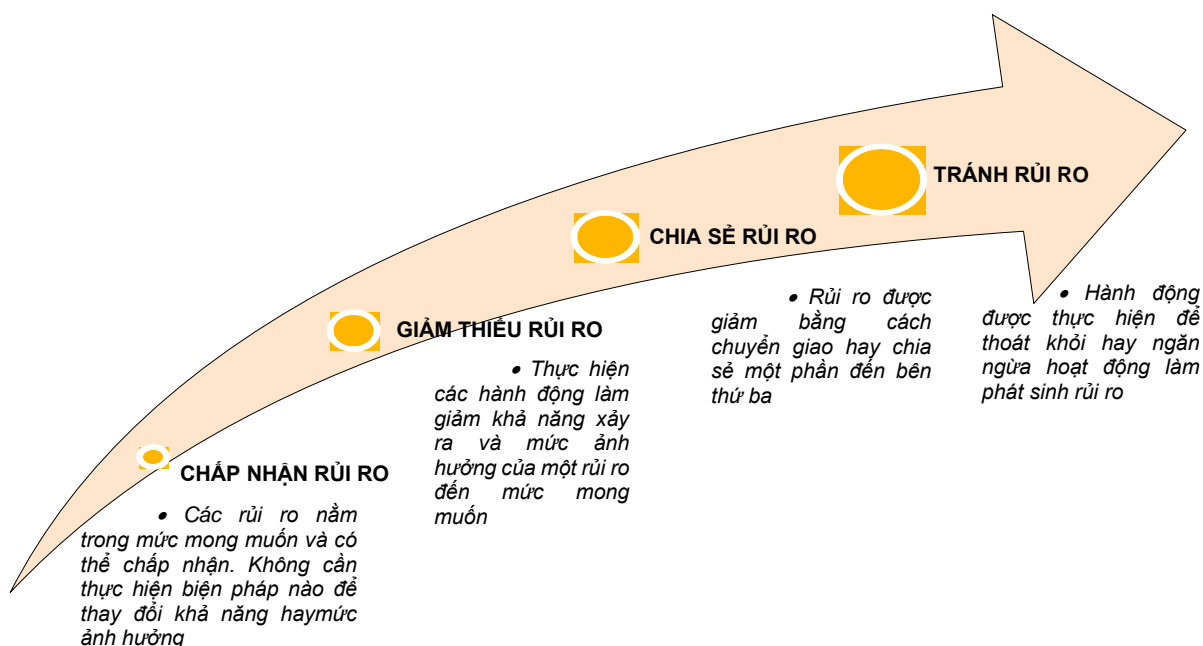 CHẤP NHẬN RỦI RO
• Các rủi ro nằm
trong mức mong muốn và có
thể chấp nhận. Không cần
thực hiện biện pháp nào để
thay đổi khả năng haymức
ảnh hưởng
GIẢM THIỂU RỦI RO
• Thực hiện
các hành động làm
giảm khả năng xảy
ra và mức ảnh
hưởng của một rủi ro
đến mức mong
muốn
CHIA SẺ RỦI RO
• Rủi ro được
giảm bằng cách
chuyển giao hay chia
sẻ một phần đến bên
thứ ba
TRÁNH RỦI RO
• Hành động
được thực hiện để
thoát khỏi hay ngăn
ngừa hoạt động làm
phát sinh rủi ro